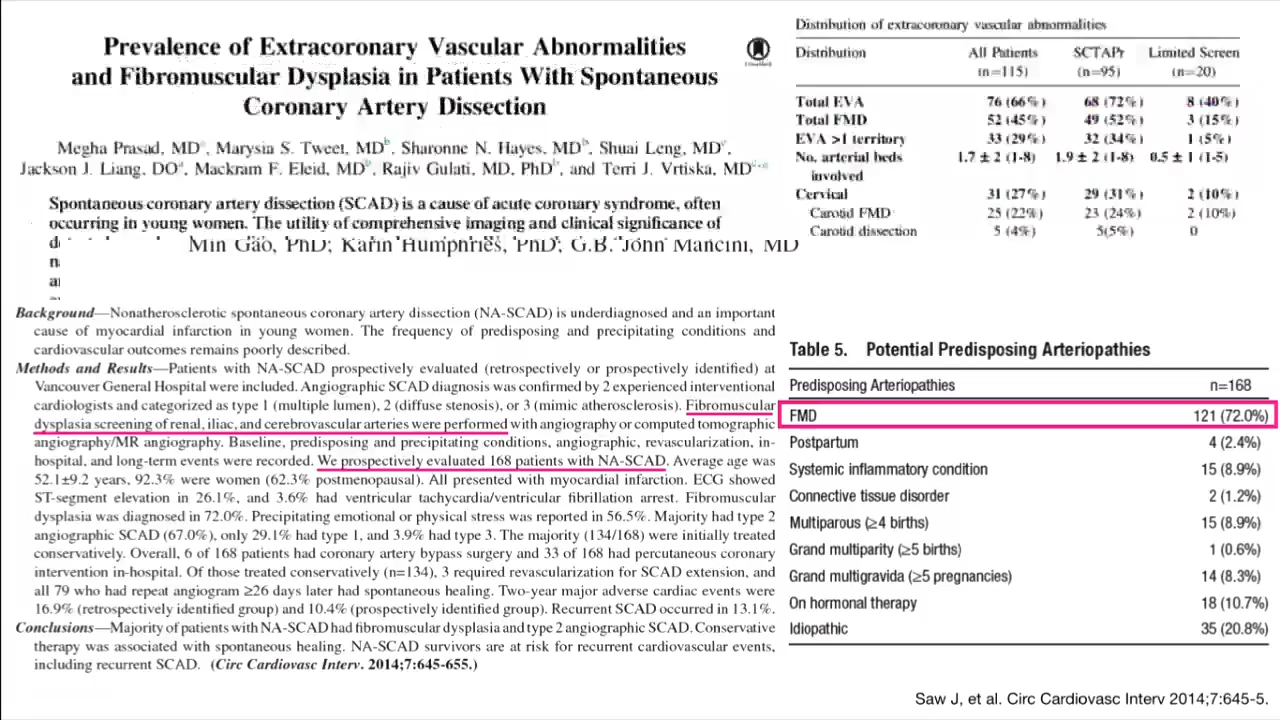 Prevalence of Extracoronary Vascular Abnormalities
and Fibromuscular Dysplasia in Patients With Spontaneous
Coronary Artery Dissection
Megha Prasad, MD, Marysia S. Tweet, MD, Sharonne N. Hayes, MD, Shuai Leng, MD,
Jackson J. Liang, DO, Mackram F. Eleid, MD, Rajiv Gulati, MD, PhD, and Terri J. Vrtiska, MD
Spontaneous coronary artery dissection (SCAD) is a cause of acute coronary syndrome, often
occurring in young women. The utility of comprehensive imaging and clinical significance of
Min Gao, PhD; Karin Humphries, PhD; G.B. John Mancini, MD
Background—Nonatherosclerotic spontaneous coronary artery dissection (NA-SCAD) is underdiagnosed and an important
cause of myocardial infarction in young women. The frequency of predisposing and precipitating conditions and
cardiovascular outcomes remains poorly described.
Methods and Results—Patients with NA-SCAD prospectively evaluated (retrospectively or prospectively identified) at
Vancouver General Hospital were included. Angiographic SCAD diagnosis was confirmed by 2 experienced interventional
cardiologists and categorized as type 1 (multiple lumen), 2 (diffuse stenosis), or 3 (mimic atherosclerosis). Fibromuscular
dysplasia screening of renal, iliac, and cerebrovascular arteries were performed with angiography or computed tomographic
angiography/MR angiography. Baseline, predisposing and precipitating conditions, angiographic, revascularization, in-
hospital, and long-term events were recorded. We prospectively evaluated 168 patients with NA-SCAD. Average age was
52.1±9.2 years, 92.3% were women (62.3% postmenopausal). All presented with myocardial infarction. ECG showed
ST-segment elevation in 26.1%, and 3.6% had ventricular tachycardia/ventricular fibrillation arrest. Fibromuscular
dysplasia was diagnosed in 72.0%. Precipitating emotional or physical stress was reported in 56.5%. Majority had type 2
angiographic SCAD (67.0%), only 29.1% had type 1, and 3.9% had type 3. The majority (134/168) were initially treated
conservatively. Overall, 6 of 168 patients had coronary artery bypass surgery and 33 of 168 had percutaneous coronary
intervention in-hospital. Of those treated conservatively (n=134), 3 required revascularization for SCAD extension, and
all 79 who had repeat angiogram ≥26 days later had spontaneous healing. Two-year major adverse cardiac events were
16.9% (retrospectively identified group) and 10.4% (prospectively identified group). Recurrent SCAD occurred in 13.1%.
Conclusions—Majority of patients with NA-SCAD had fibromuscular dysplasia and type 2 angiographic SCAD. Conservative
therapy was associated with spontaneous healing. NA-SCAD survivors are at risk for recurrent cardiovascular events,
including recurrent SCAD. (Circ Cardiovasc Interv. 2014;7:645-655.)
Distribution of extracoronary vascular abnormalities
Distribution All Patients SCTAPr Limited Screen
(n=115) (n=95) (n=20)
Total EVA 76 (66%) 68 (72%) 8 (40%)
Total FMD 52 (45%) 49 (52%) 3 (15%)
EVA >1 territory 33 (29%) 32 (34%) 1 (5%)
No. arterial beds 1.7 ± 2 (1-8) 1.9 ± 2 (1-8) 0.5 ± 1 (1-5)
involved
Cervical 31 (27%) 29 (31%) 2 (10%)
Carotid FMD 25 (22%) 23 (24%) 2 (10%)
Carotid dissection 5 (4%) 5(5%) 0
Table 5. Potential Predisposing Arteriopathies
Predisposing Arteriopathies n=168
FMD 121 (72.0%)
Postpartum 4 (2.4%)
Systemic inflammatory condition 15 (8.9%)
Connective tissue disorder 2 (1.2%)
Multiparous (≥4 births) 15 (8.9%)
Grand multiparity (≥5 births) 1 (0.6%)
Grand multigravida (≥5 pregnancies) 14 (8.3%)
On hormonal therapy 18 (10.7%)
Idiopathic 35 (20.8%)
Saw J, et al. Circ Cardiovasc Interv 2014;7:645-5.